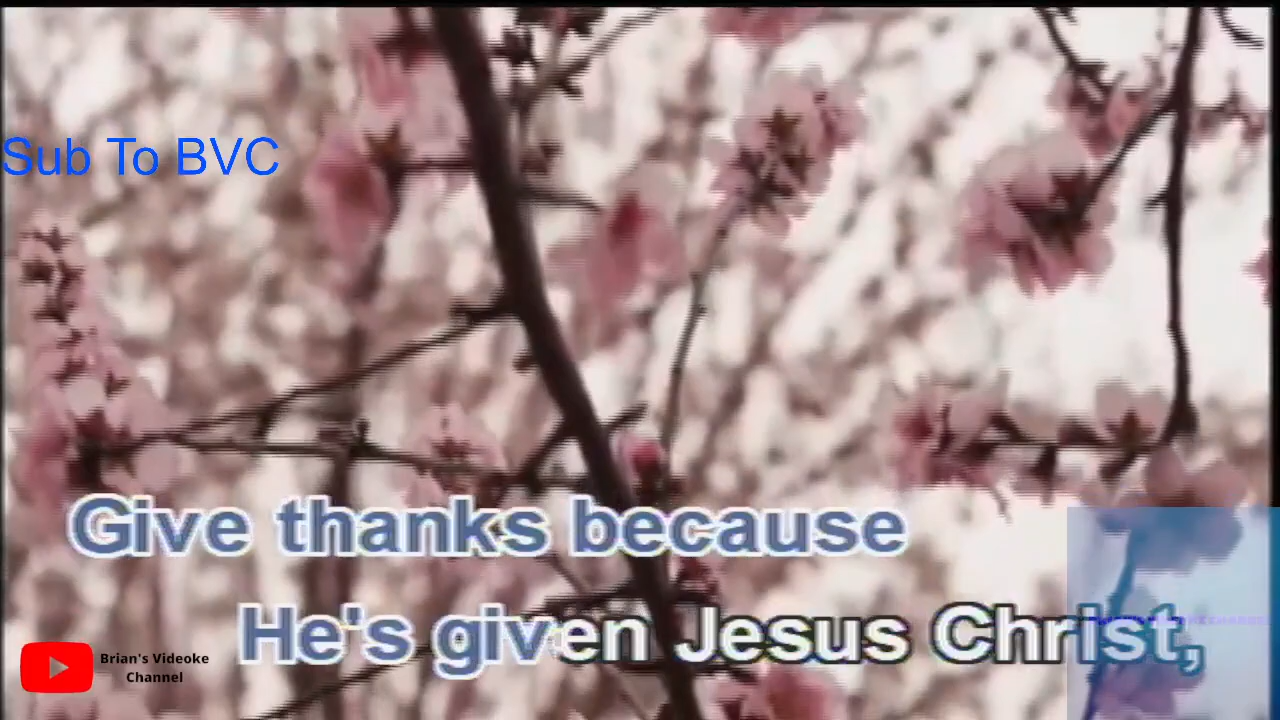 Sub To BVC
Give thanks because
He's given Jesus Christ,
Brian's Videoke
Channel